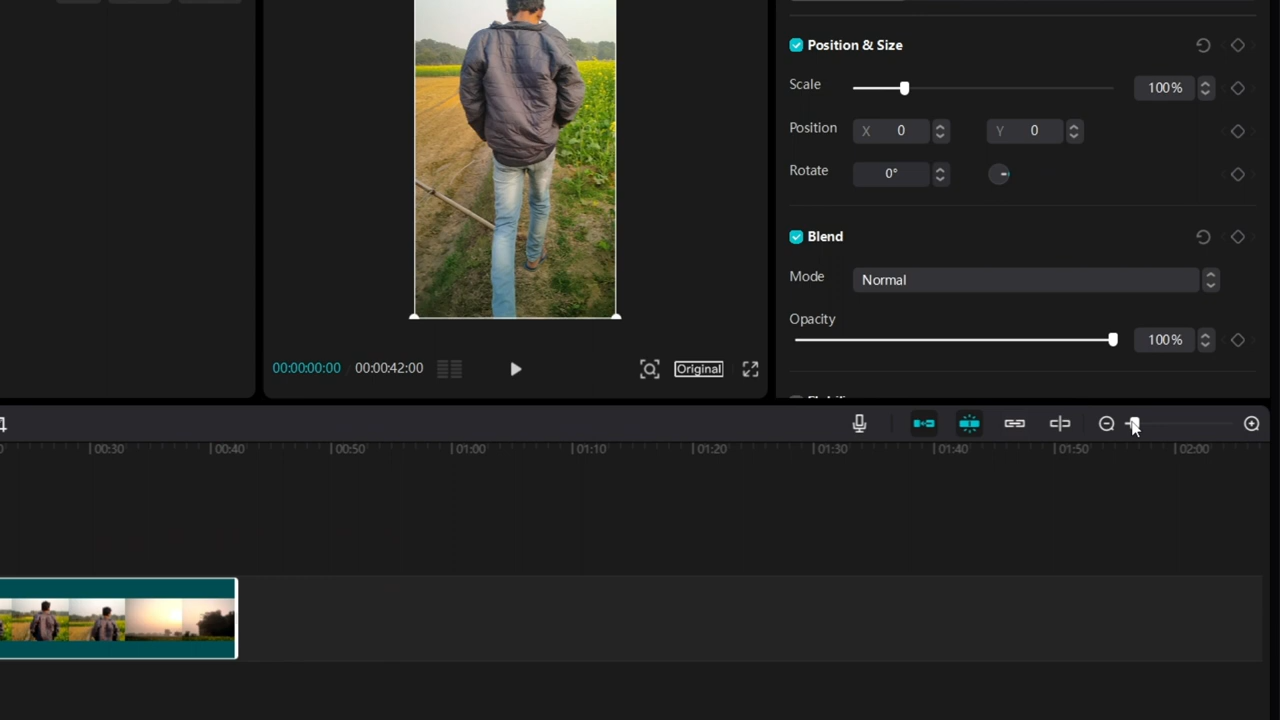 Position & Size
Scale
100%
Position
X 0
Y 0
Rotate
0°
Blend
Mode
Normal
Opacity
100%
00:00:00:00
00:00:42:00
Original
00:30
00:40
00:50
01:00
01:10
01:20
01:30
01:40
01:50
02:00